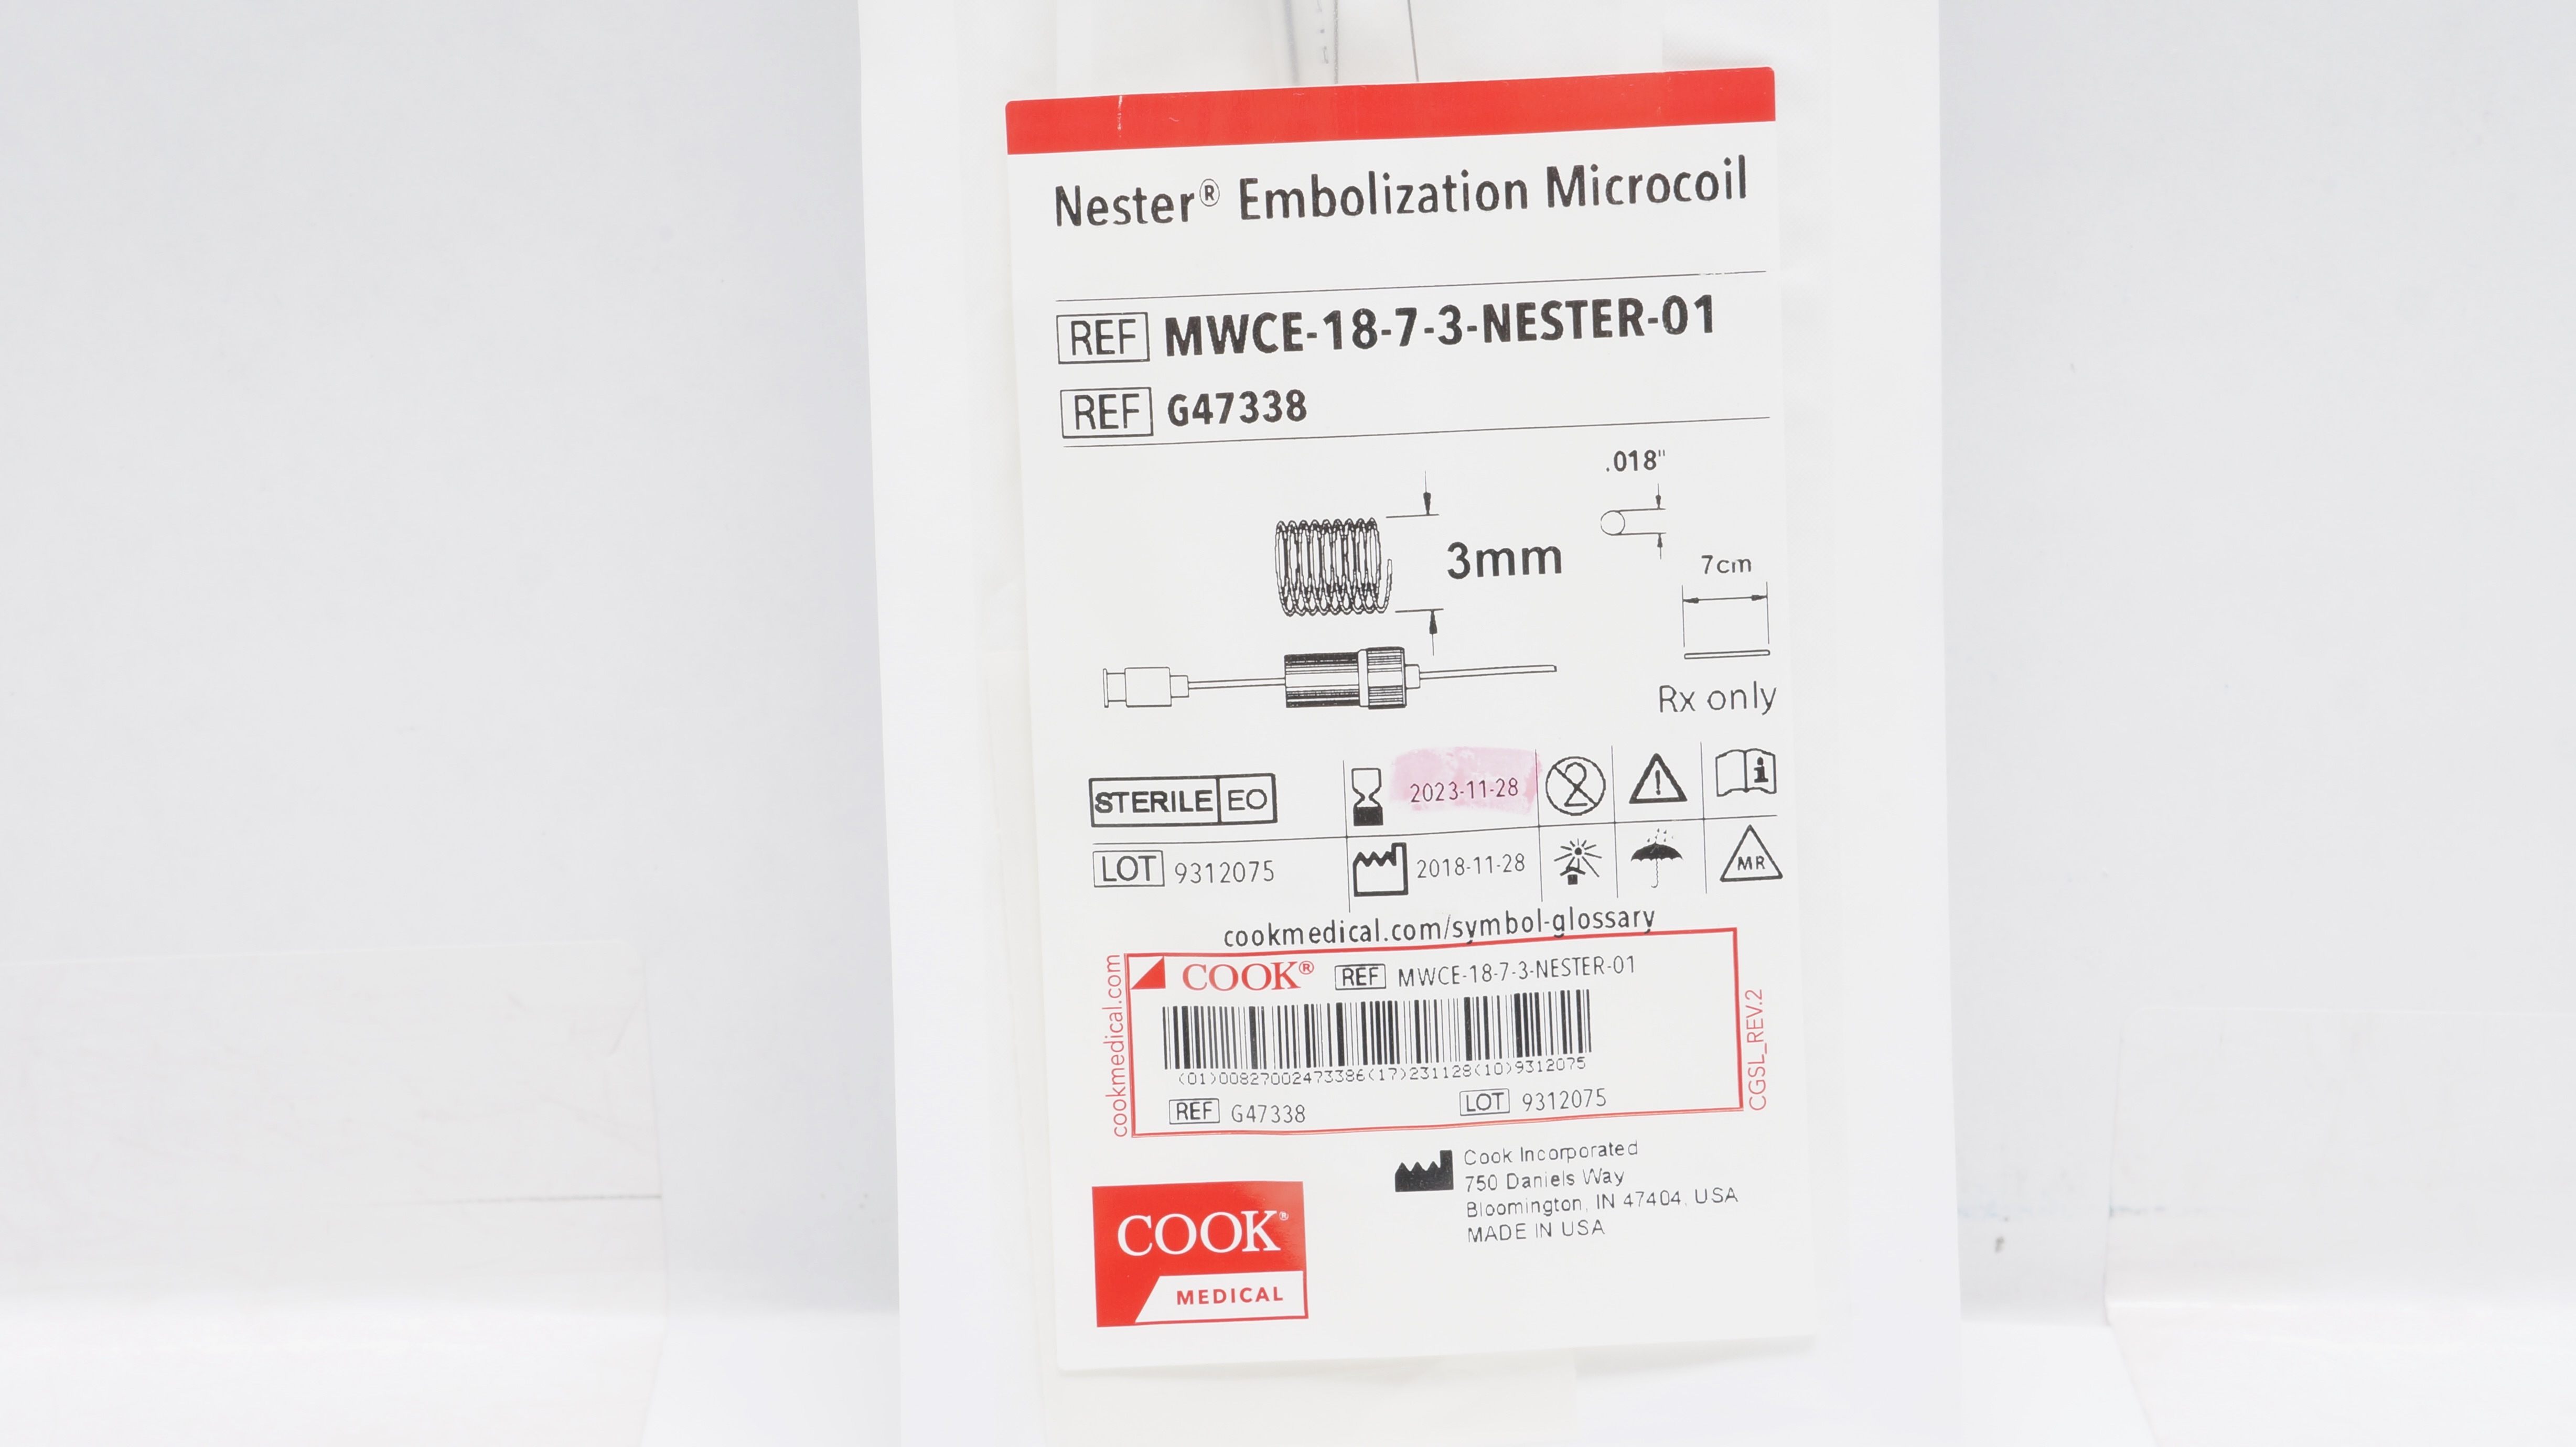 Nester® Embolization Microcoil
REF MWCE-18-7-3-NESTER-01
REF G47338
.018"
3mm
7cm
Rx only
STERILE EO
2023-11-28
LOT 9312075
2018-11-28
MR
cookmedical.com/symbol-glossary
cookmedical.com
COOK® REF MWCE-18-7-3-NESTER-01
(01)00827002473386(17)231128(10)9312075
REF G47338 LOT 9312075
CGSL_REV.2
Cook Incorporated
750 Daniels Way
Bloomington, IN 47404, USA
MADE IN USA
COOK®
MEDICAL